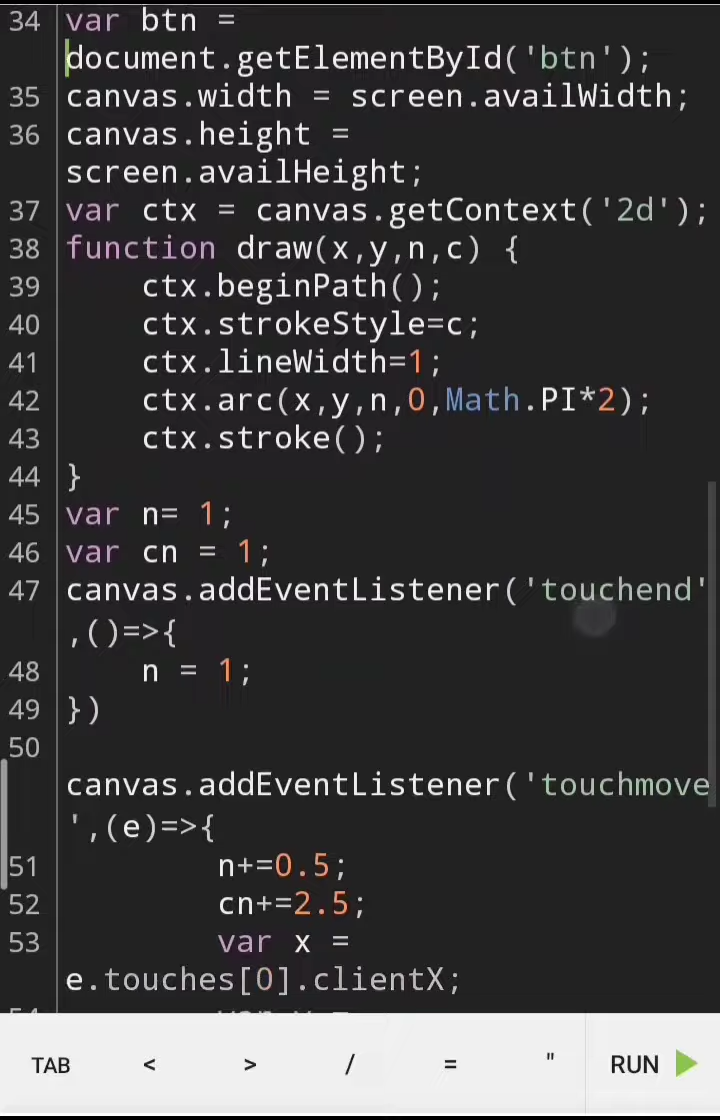 34 var btn =
document.getElementById('btn');
35 canvas.width = screen.availWidth;
36 canvas.height =
screen.availHeight;
37 var ctx = canvas.getContext('2d');
38 function draw(x,y,n,c) {
39 ctx.beginPath();
40 ctx.strokeStyle=c;
41 ctx.lineWidth=1;
42 ctx.arc(x,y,n,0,Math.PI*2);
43 ctx.stroke();
44 }
45 var n= 1;
46 var cn = 1;
47 canvas.addEventListener('touchend'
,()=>{
48 n = 1;
49 })
50
canvas.addEventListener('touchmove
',(e)=>{
51 n+=0.5;
52 cn+=2.5;
53 var x =
e.touches[0].clientX;
TAB < > / = " RUN